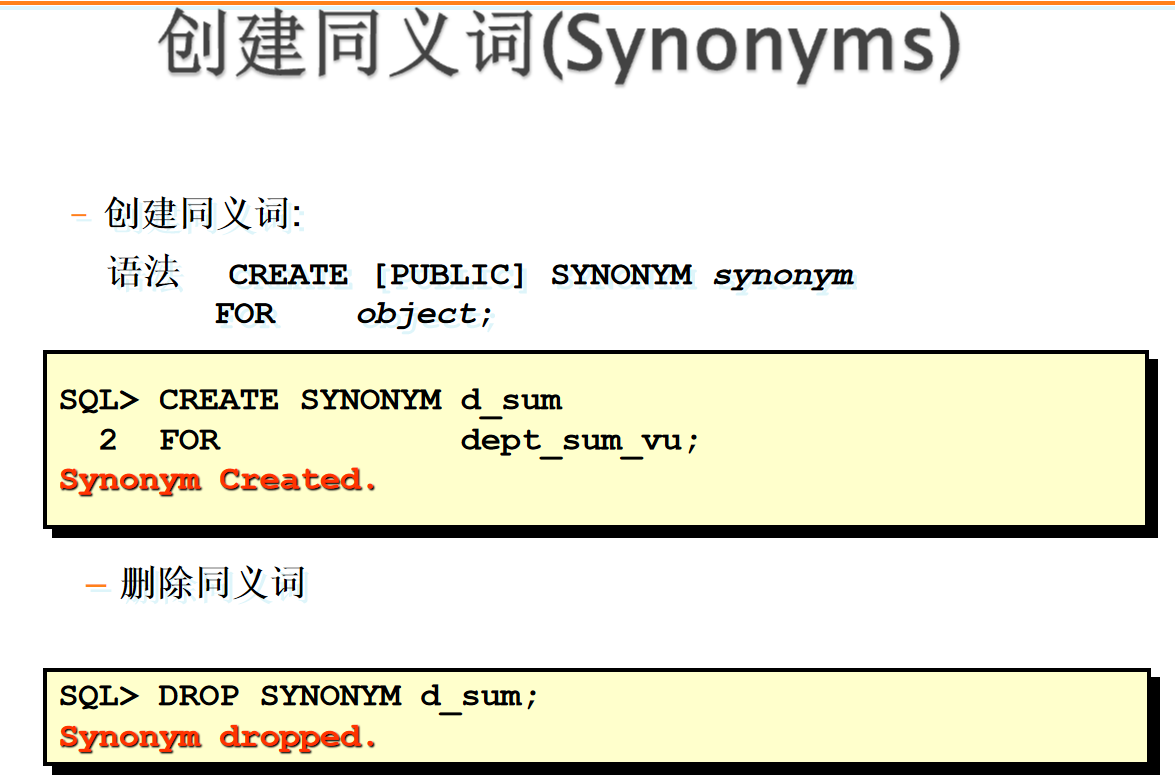 创建同义词(Synonyms)
– 创建同义词:
语法 CREATE [PUBLIC] SYNONYM synonym
FOR object;
SQL> CREATE SYNONYM d_sum
2 FOR dept_sum_vu;
Synonym Created.
– 删除同义词
SQL> DROP SYNONYM d_sum;
Synonym dropped.